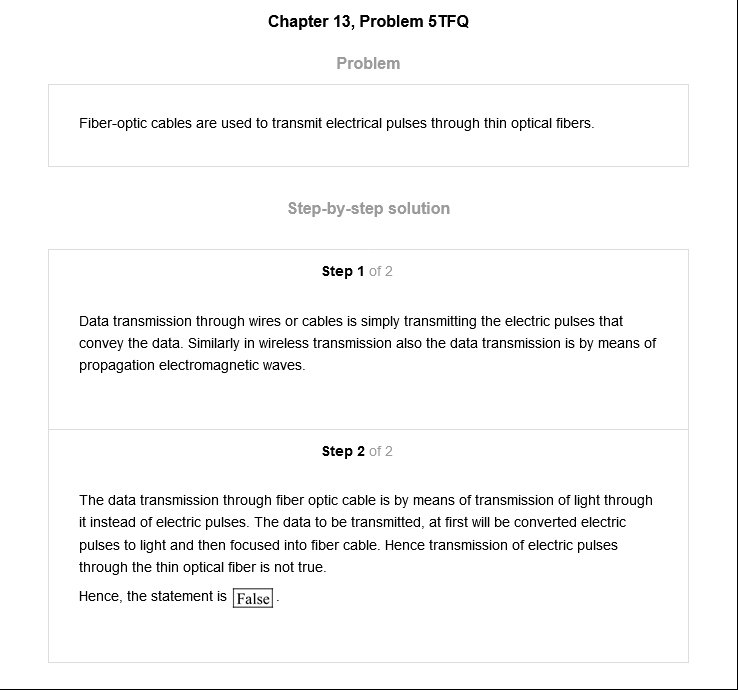 Chapter 13, Problem 5TFQ
Problem
Fiber-optic cables are used to transmit electrical pulses through thin optical fibers.
Step-by-step solution
Step 1 of 2
Data transmission through wires or cables is simply transmitting the electric pulses that
convey the data. Similarly in wireless transmission also the data transmission is by means of
propagation electromagnetic waves.
Step 2 of 2
The data transmission through fiber optic cable is by means of transmission of light through
it instead of electric pulses. The data to be transmitted, at first will be converted electric
pulses to light and then focused into fiber cable. Hence transmission of electric pulses
through the thin optical fiber is not true.
Hence, the statement is False .